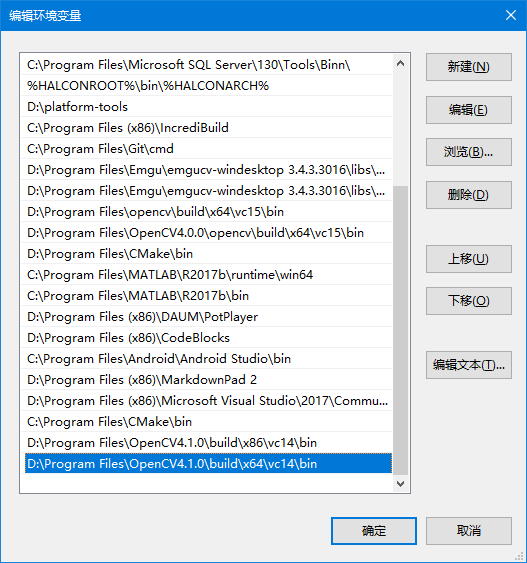 编辑环境变量
C:\Program Files\Microsoft SQL Server\130\Tools\Binn\
%HALCONROOT%\bin\%HALCONARCH%
D:\platform-tools
C:\Program Files (x86)\IncrediBuild
C:\Program Files\Git\cmd
D:\Program Files\Emgu\emgucv-windesktop 3.4.3.3016\libs\...
D:\Program Files\Emgu\emgucv-windesktop 3.4.3.3016\libs\...
D:\Program Files\opencv\build\x64\vc15\bin
D:\Program Files\OpenCV4.0.0\opencv\build\x64\vc15\bin
D:\Program Files\CMake\bin
C:\Program Files\MATLAB\R2017b\runtime\win64
C:\Program Files\MATLAB\R2017b\bin
D:\Program Files (x86)\DAUM\PotPlayer
D:\Program Files (x86)\CodeBlocks
C:\Program Files\Android\Android Studio\bin
D:\Program Files (x86)\MarkdownPad 2
D:\Program Files (x86)\Microsoft Visual Studio\2017\Commu...
C:\Program Files\CMake\bin
D:\Program Files\OpenCV4.1.0\build\x86\vc14\bin
D:\Program Files\OpenCV4.1.0\build\x64\vc14\bin
新建(N)
编辑(E)
浏览(B)...
删除(D)
上移(U)
下移(O)
编辑文本(T)...
确定
取消